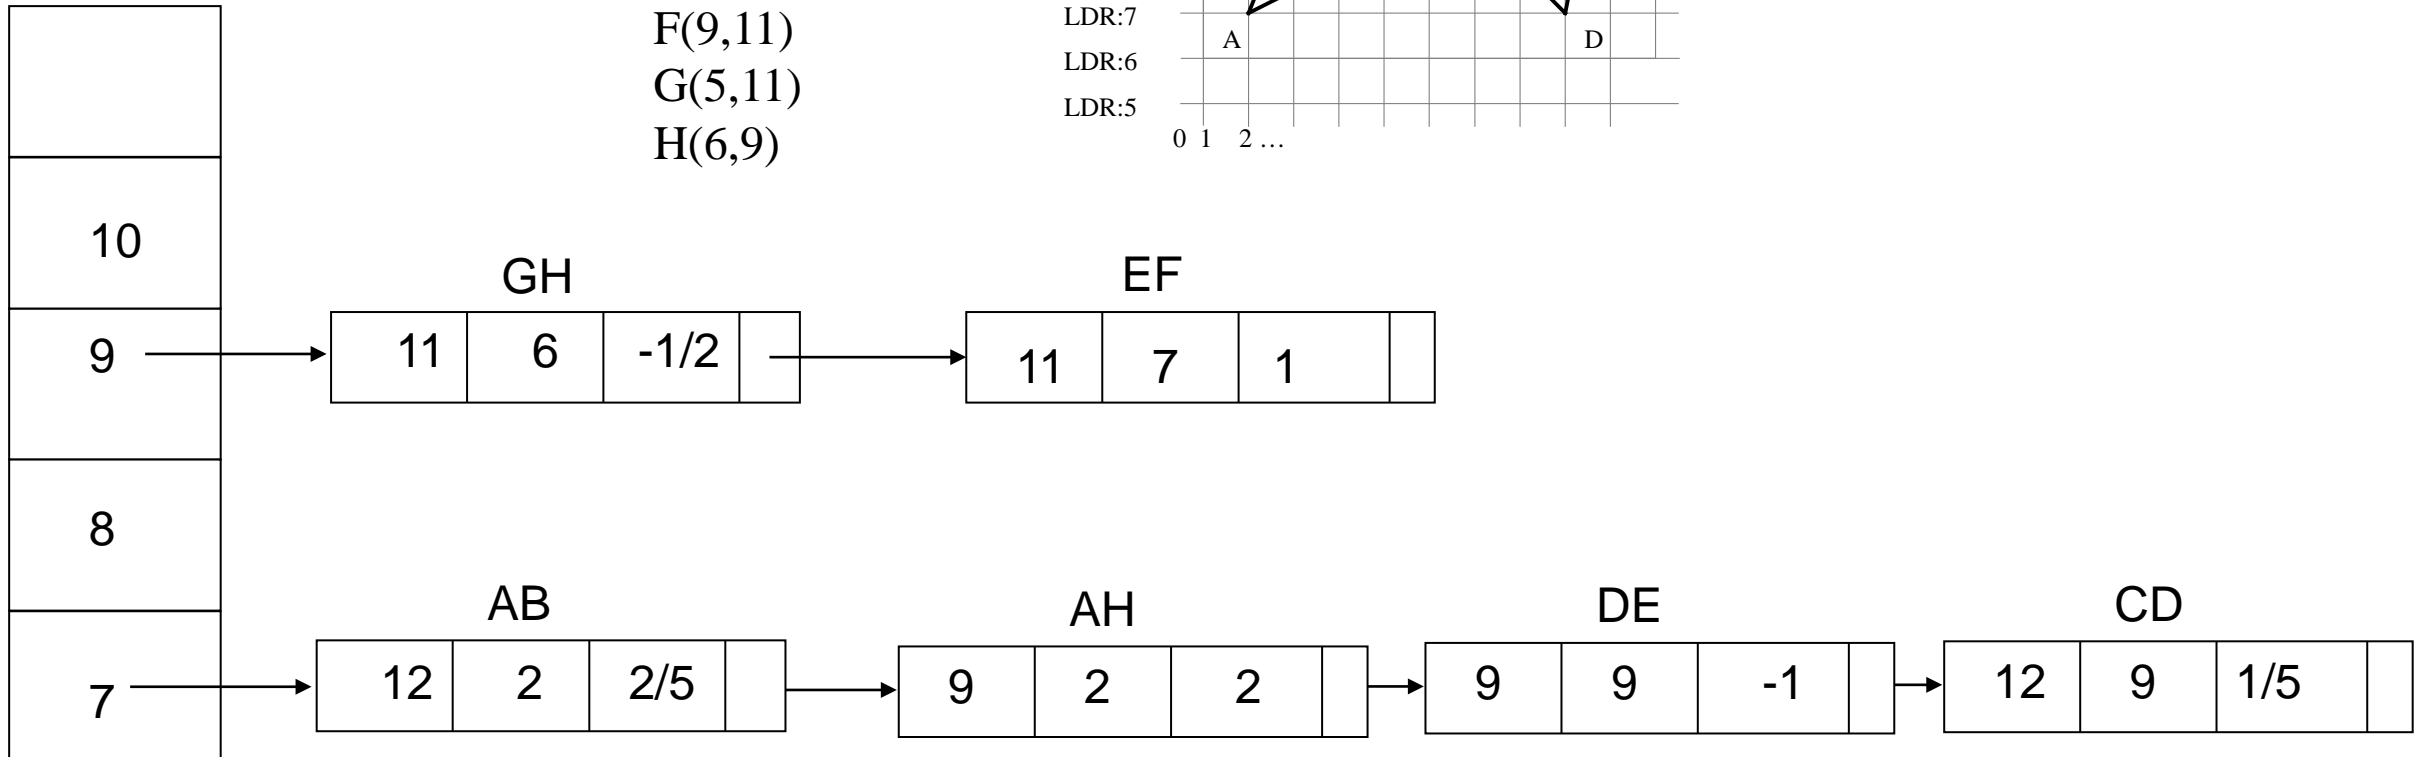 F(9,11)
G(5,11)
H(6,9)
LDR:7
A
D
LDR:6
LDR:5
0 1 2 ...
10
GH
EF
9
11 6 -1/2
11 7 1
8
AB
AH
DE
CD
7
12 2 2/5
9 2 2
9 9 -1
12 9 1/5